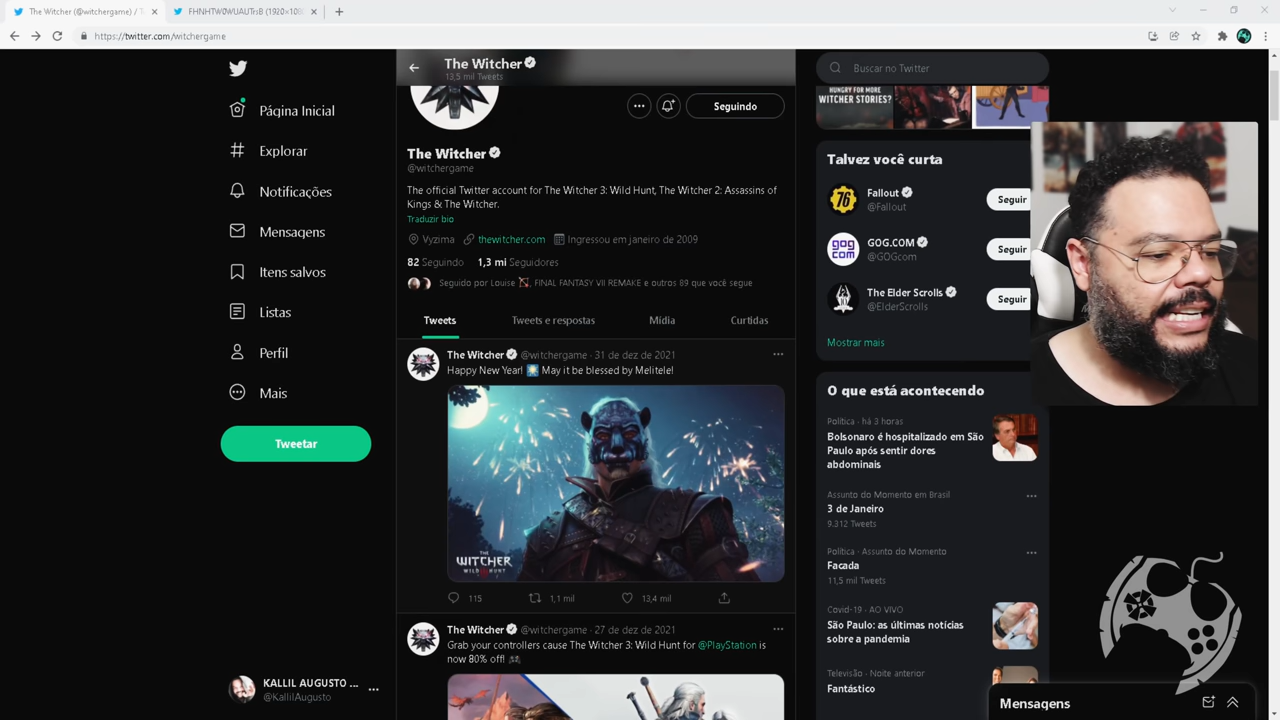 The Witcher (@witchergame) / T
FHNHTW0WUAUTrsB (1920×108
https://twitter.com/witchergame
Página Inicial
Explorar
Notificações
Mensagens
Itens salvos
Listas
Perfil
Mais
Tweetar
KALLIL AUGUSTO ...
@KallilAugusto
The Witcher
13,5 mil Tweets
Seguindo
The Witcher
@witchergame
The official Twitter account for The Witcher 3: Wild Hunt, The Witcher 2: Assassins of
Kings & The Witcher.
Traduzir bio
Vyzima thewitcher.com Ingressou em janeiro de 2009
82 Seguindo 1,3 mi Seguidores
Seguido por Louise , FINAL FANTASY VII REMAKE e outros 89 que você segue
Tweets Tweets e respostas Mídia Curtidas
The Witcher @witchergame · 31 de dez de 2021
Happy New Year! May it be blessed by Melitele!
THE
WITCHER
WILD HUNT
115 1,1 mil 13,4 mil
The Witcher @witchergame · 27 de dez de 2021
Grab your controllers cause The Witcher 3: Wild Hunt for @PlayStation is
now 80% off!
Buscar no Twitter
HUNGRY FOR MORE
WITCHER STORIES?
Talvez você curta
76
Fallout
@Fallout
Seguir
GOG
COM
GOG.COM
@GOGcom
Seguir
The Elder Scrolls
@ElderScrolls
Seguir
Mostrar mais
O que está acontecendo
Política · há 3 horas
Bolsonaro é hospitalizado em São
Paulo após sentir dores
abdominais
Assunto do Momento em Brasil
3 de Janeiro
9.312 Tweets
Política · Assunto do Momento
Facada
11,5 mil Tweets
Covid-19 · AO VIVO
São Paulo: as últimas notícias
sobre a pandemia
Televisão · Noite anterior
Fantástico
Mensagens